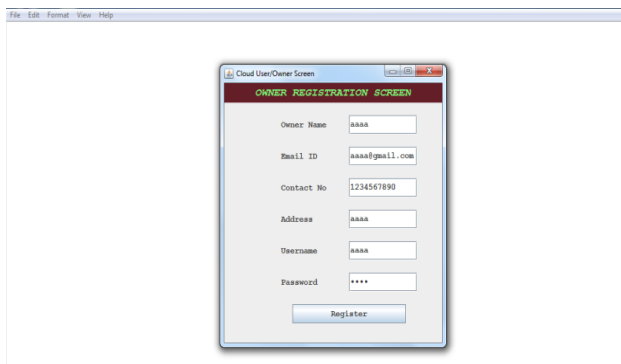 File Edit Format View Help
Cloud User/Owner Screen
OWNER REGISTRATION SCREEN
Owner Name aaaa
Email ID aaaa@gmail.com
Contact No 1234567890
Address aaaa
Username aaaa
Password ••••
Register